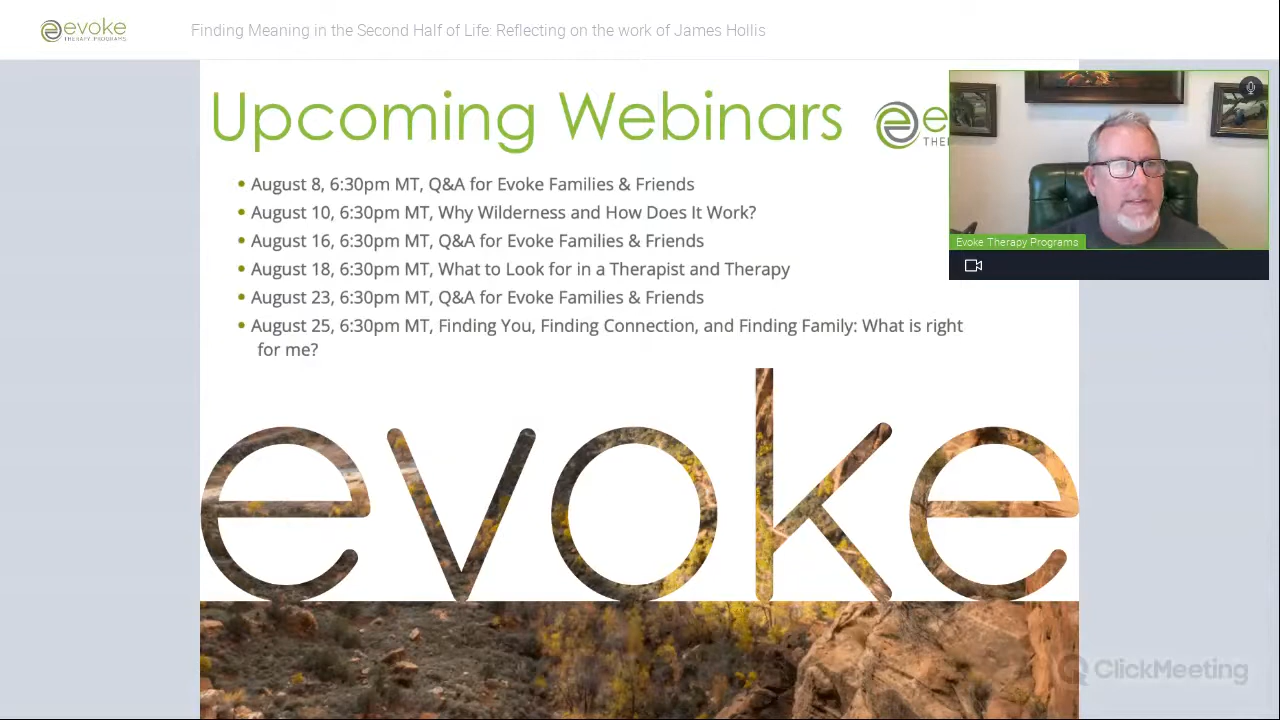 evoke
THERAPY PROGRAMS
Finding Meaning in the Second Half of Life: Reflecting on the work of James Hollis
Upcoming Webinars
e
THE
• August 8, 6:30pm MT, Q&A for Evoke Families & Friends
• August 10, 6:30pm MT, Why Wilderness and How Does It Work?
• August 16, 6:30pm MT, Q&A for Evoke Families & Friends
• August 18, 6:30pm MT, What to Look for in a Therapist and Therapy
• August 23, 6:30pm MT, Q&A for Evoke Families & Friends
• August 25, 6:30pm MT, Finding You, Finding Connection, and Finding Family: What is right
for me?
Evoke Therapy Programs
evoke
ClickMeeting